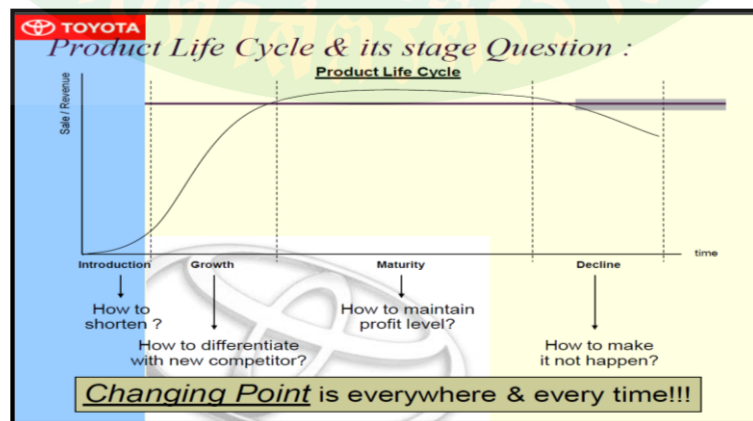 TOYOTA
Product Life Cycle & its stage Question :
Product Life Cycle
Sale / Revenue
time
Introduction Growth Maturity Decline
How to
shorten ?
How to differentiate
with new competitor?
How to maintain
profit level?
How to make
it not happen?
Changing Point is everywhere & every time!!!